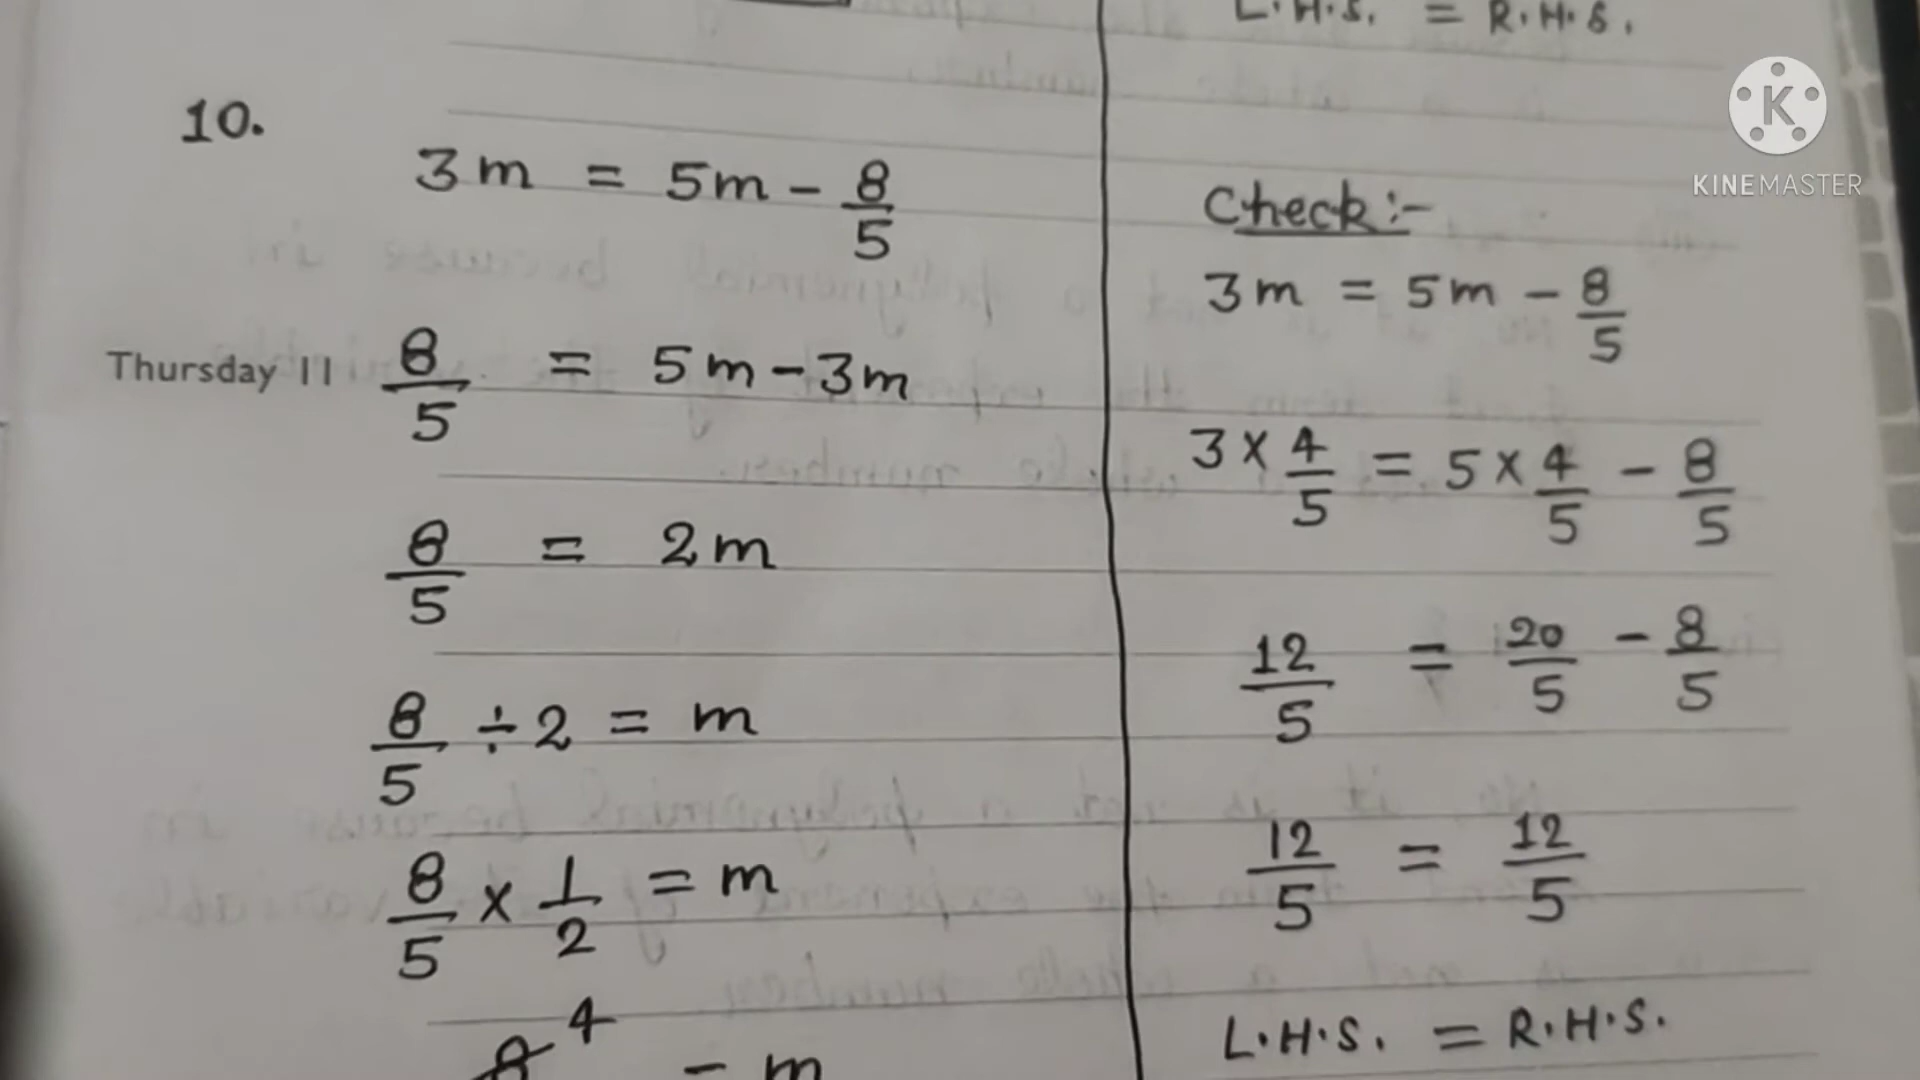 10.
3m = 5m - 8/5
Thursday 11
8/5 = 5m - 3m
8/5 = 2m
8/5 ÷ 2 = m
8/5 × 1/2 = m
8 4 = m
L.H.S. = R.H.S.
Check :-
3m = 5m - 8/5
3 × 4/5 = 5 × 4/5 - 8/5
12/5 = 20/5 - 8/5
12/5 = 12/5
L.H.S. = R.H.S.
K
KINEMASTER